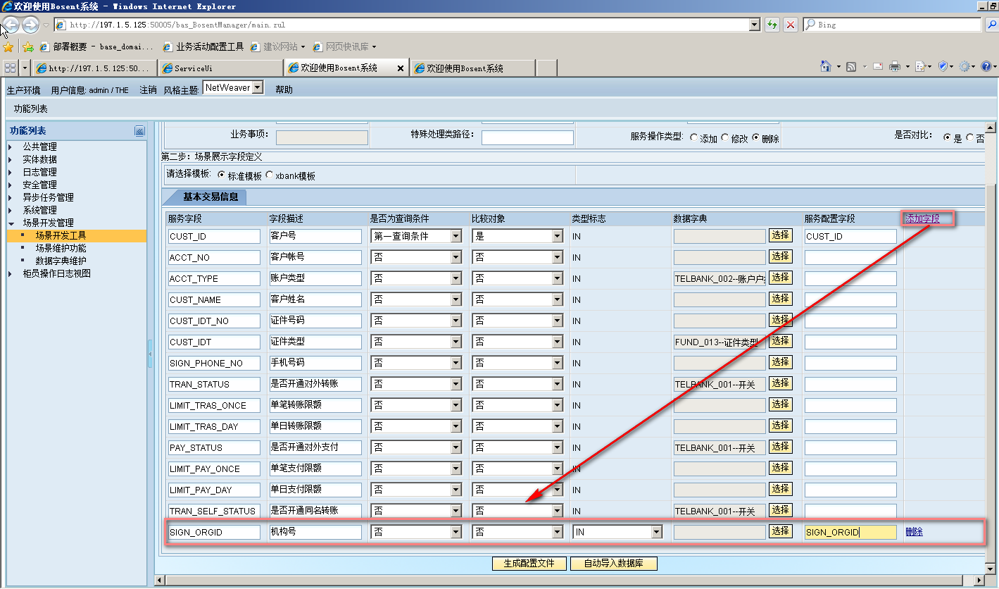 欢迎使用Bosent系统 - Windows Internet Explorer
http://197.1.5.125:50005/bas_BosentManager/main.zul
Bing
部署概要 - base_domai... 业务活动配置工具 建议网站 网页快讯库
http://197.1.5.125:50... ServiceUi 欢迎使用Bosent系统 欢迎使用Bosent系统
生产环境 用户信息: admin / THE 注销 风格主题: NetWeaver 帮助
功能列表
功能列表
公共管理
实体数据
日志管理
安全管理
异步任务管理
系统管理
场景开发管理
场景开发工具
场景维护功能
数据字典维护
柜员操作日志视图
业务事项: 特殊处理类路径: 服务操作类型: 添加 修改 删除 是否对比: 是 否
第二步：场景展示字段定义
请选择模板: 标准模板 xbank模板
基本交易信息
服务字段 字段描述 是否为查询条件 比较对象 类型标志 数据字典 服务配置字段 添加字段
CUST_ID 客户号 第一查询条件 是 IN 选择 CUST_ID
ACCT_NO 客户帐号 否 否 IN 选择
ACCT_TYPE 账户类型 否 否 IN TELBANK_002--账户户 选择
CUST_NAME 客户姓名 否 否 IN 选择
CUST_IDT_NO 证件号码 否 否 IN 选择
CUST_IDT 证件类型 否 否 IN FUND_013--证件类型 选择
SIGN_PHONE_NO 手机号码 否 否 IN 选择
TRAN_STATUS 是否开通对外转账 否 否 IN TELBANK_001--开关 选择
LIMIT_TRAS_ONCE 单笔转账限额 否 否 IN 选择
LIMIT_TRAS_DAY 单日转账限额 否 否 IN 选择
PAY_STATUS 是否开通对外支付 否 否 IN TELBANK_001--开关 选择
LIMIT_PAY_ONCE 单笔支付限额 否 否 IN 选择
LIMIT_PAY_DAY 单日支付限额 否 否 IN 选择
TRAN_SELF_STATUS 是否开通同名转账 否 否 IN TELBANK_001--开关 选择
SIGN_ORGID 机构号 否 否 IN 选择 SIGN_ORGID 删除
生成配置文件 自动导入数据库